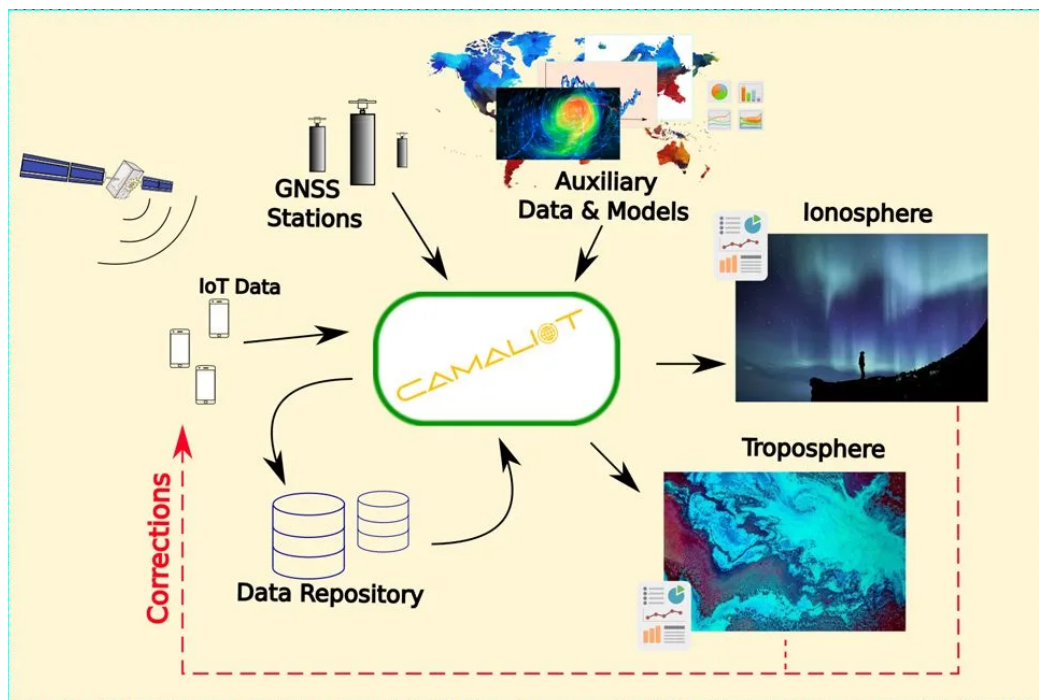 GNSS
Stations
Auxiliary
Data & Models
Ionosphere
IoT Data
CAMALIOT
Troposphere
Corrections
Data Repository